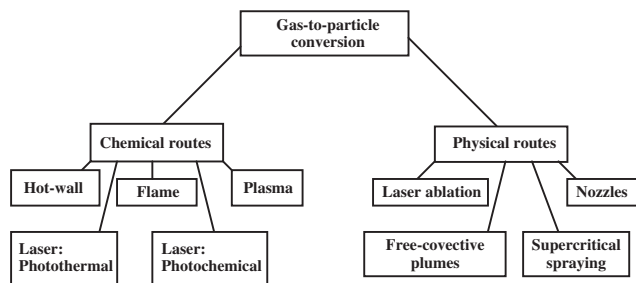 Gas-to-particle
conversion
Chemical routes
Physical routes
Hot-wall
Flame
Plasma
Laser ablation
Nozzles
Laser:
Photothermal
Laser:
Photochemical
Free-covective
plumes
Supercritical
spraying